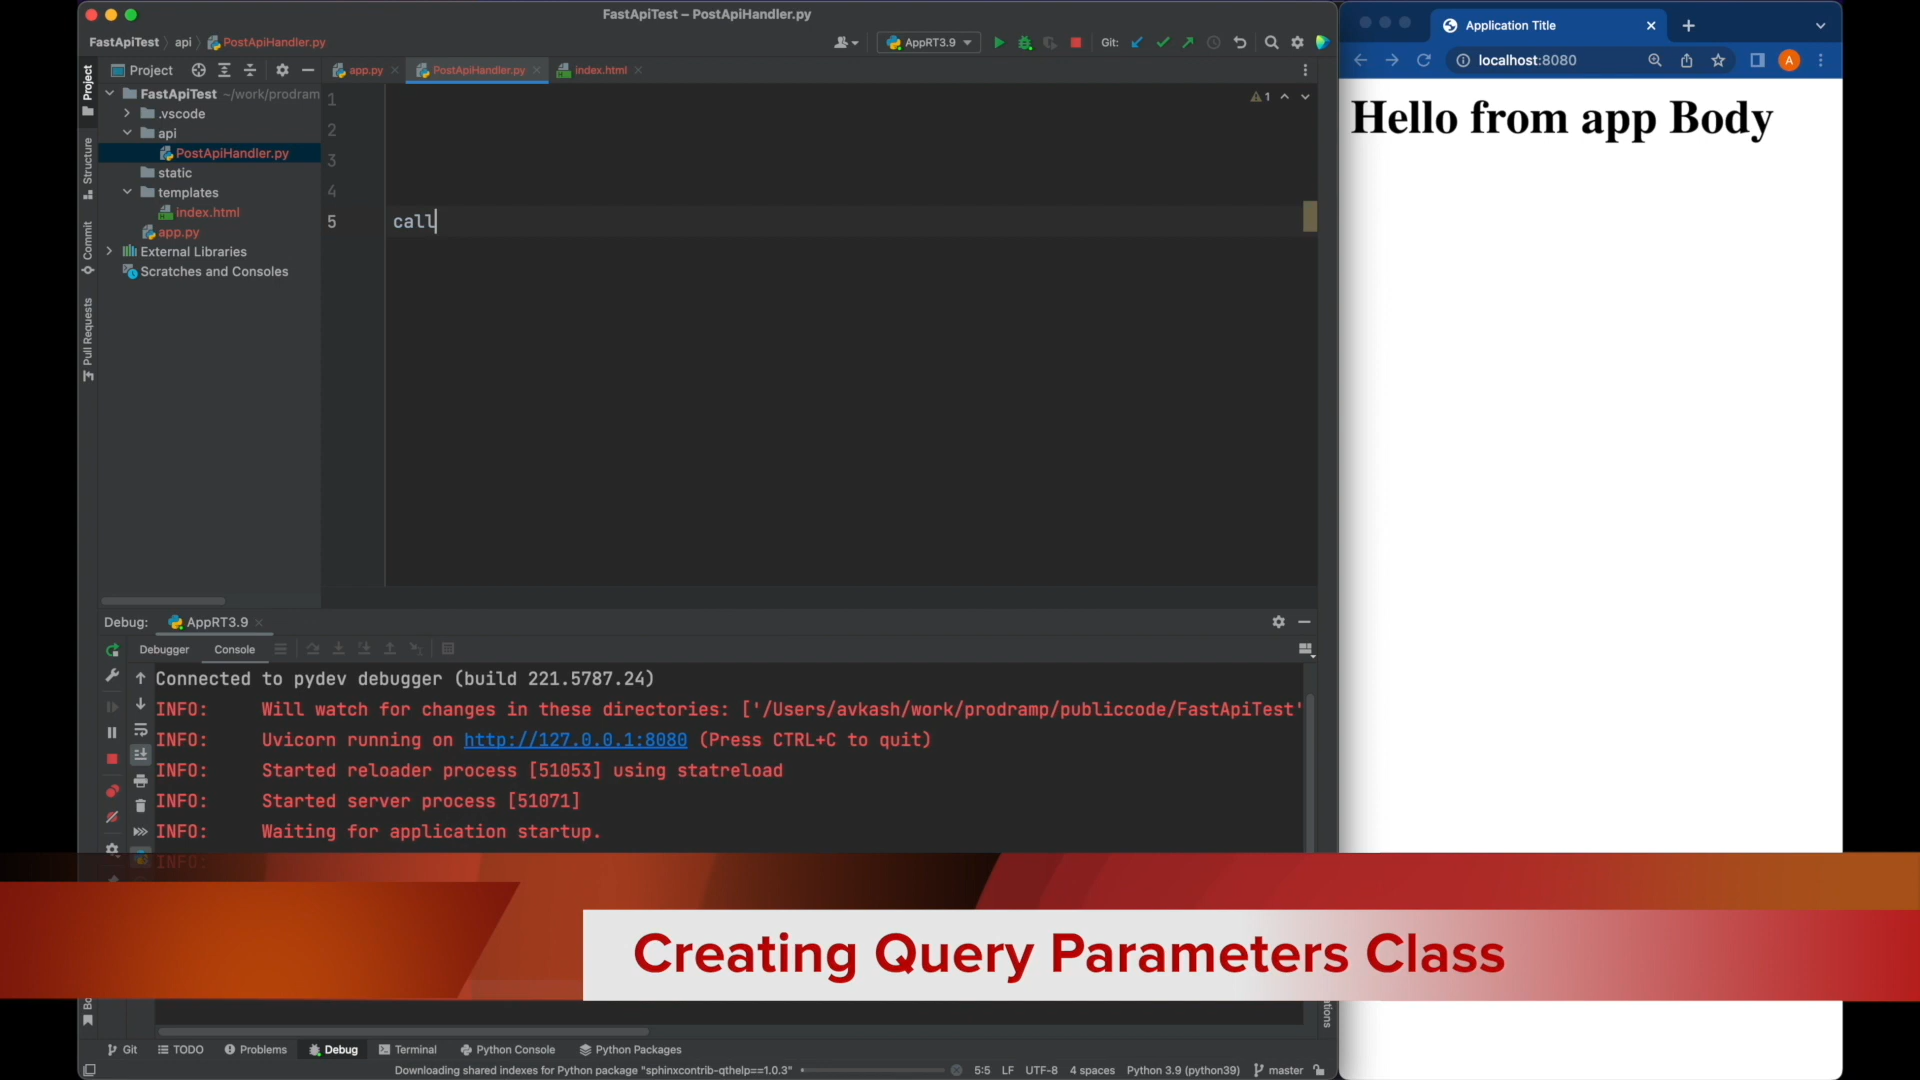 FastApiTest – PostApiHandler.py
FastApiTest api PostApiHandler.py
AppRT3.9
Git:
Project
app.py
PostApiHandler.py
index.html
FastApiTest ~/work/prodram
.vscode
api
PostApiHandler.py
static
templates
index.html
app.py
External Libraries
Scratches and Consoles
Project
Structure
Commit
Pull Requests
1
2
3
4
5 call
1
Application Title
localhost:8080
A
Hello from app Body
Debug: AppRT3.9
Debugger Console
Connected to pydev debugger (build 221.5787.24)
INFO: Will watch for changes in these directories: ['/Users/avkash/work/prodramp/publiccode/FastApiTest'
INFO: Uvicorn running on http://127.0.0.1:8080 (Press CTRL+C to quit)
INFO: Started reloader process [51053] using statreload
INFO: Started server process [51071]
INFO: Waiting for application startup.
INFO:
Creating Query Parameters Class
Git TODO Problems Debug Terminal Python Console Python Packages
Downloading shared indexes for Python package "sphinxcontrib-qthelp==1.0.3" 5:5 LF UTF-8 4 spaces Python 3.9 (python39) master